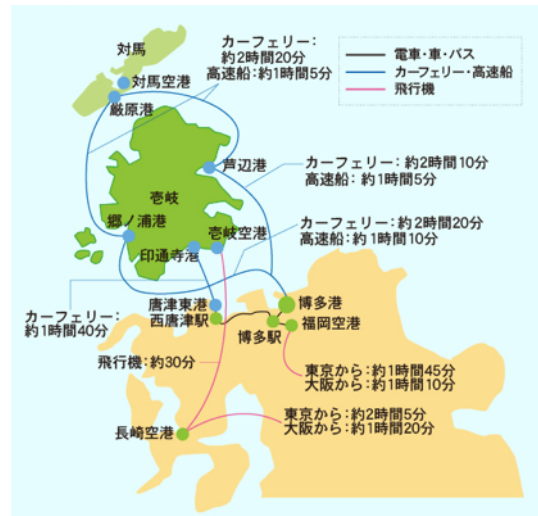 対馬
対馬空港
厳原港
カーフェリー：
約2時間20分
高速船：約1時間5分
電車・車・バス
カーフェリー・高速船
飛行機
芦辺港
カーフェリー：約2時間10分
高速船：約1時間5分
壱岐
郷ノ浦港
印通寺港
壱岐空港
カーフェリー：約2時間20分
高速船：約1時間10分
カーフェリー：
約1時間40分
唐津東港
西唐津駅
博多港
福岡空港
博多駅
飛行機：約30分
東京から：約1時間45分
大阪から：約1時間10分
長崎空港
東京から：約2時間5分
大阪から：約1時間20分